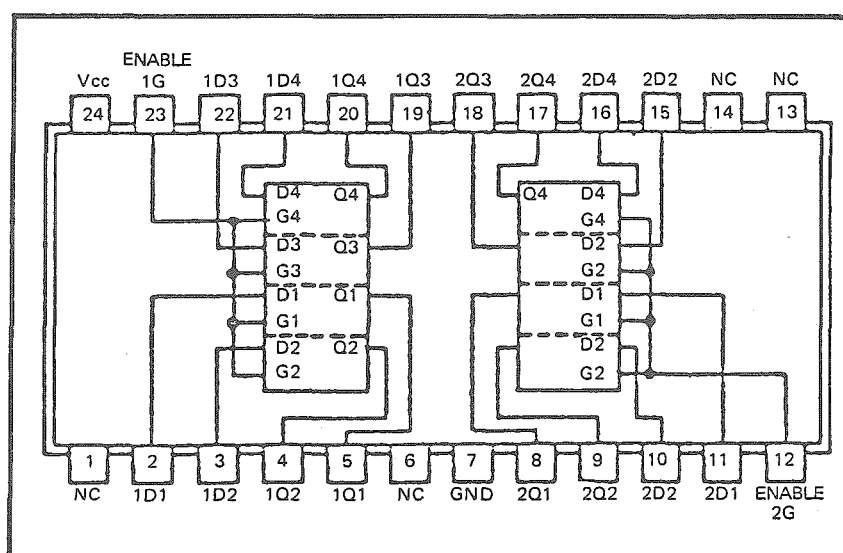 ENABLE
Vcc 1G 1D3 1D4 1Q4 1Q3 2Q3 2Q4 2D4 2D2 NC NC
24 23 22 21 20 19 18 17 16 15 14 13
D4 Q4 Q4 D4
G4 G4
D3 Q3 D2
G3 G2
D1 Q1 D1
G1 G1
D2 Q2 D2
G2 G2
1 2 3 4 5 6 7 8 9 10 11 12
NC 1D1 1D2 1Q2 1Q1 NC GND 2Q1 2Q2 2D2 2D1 ENABLE
2G